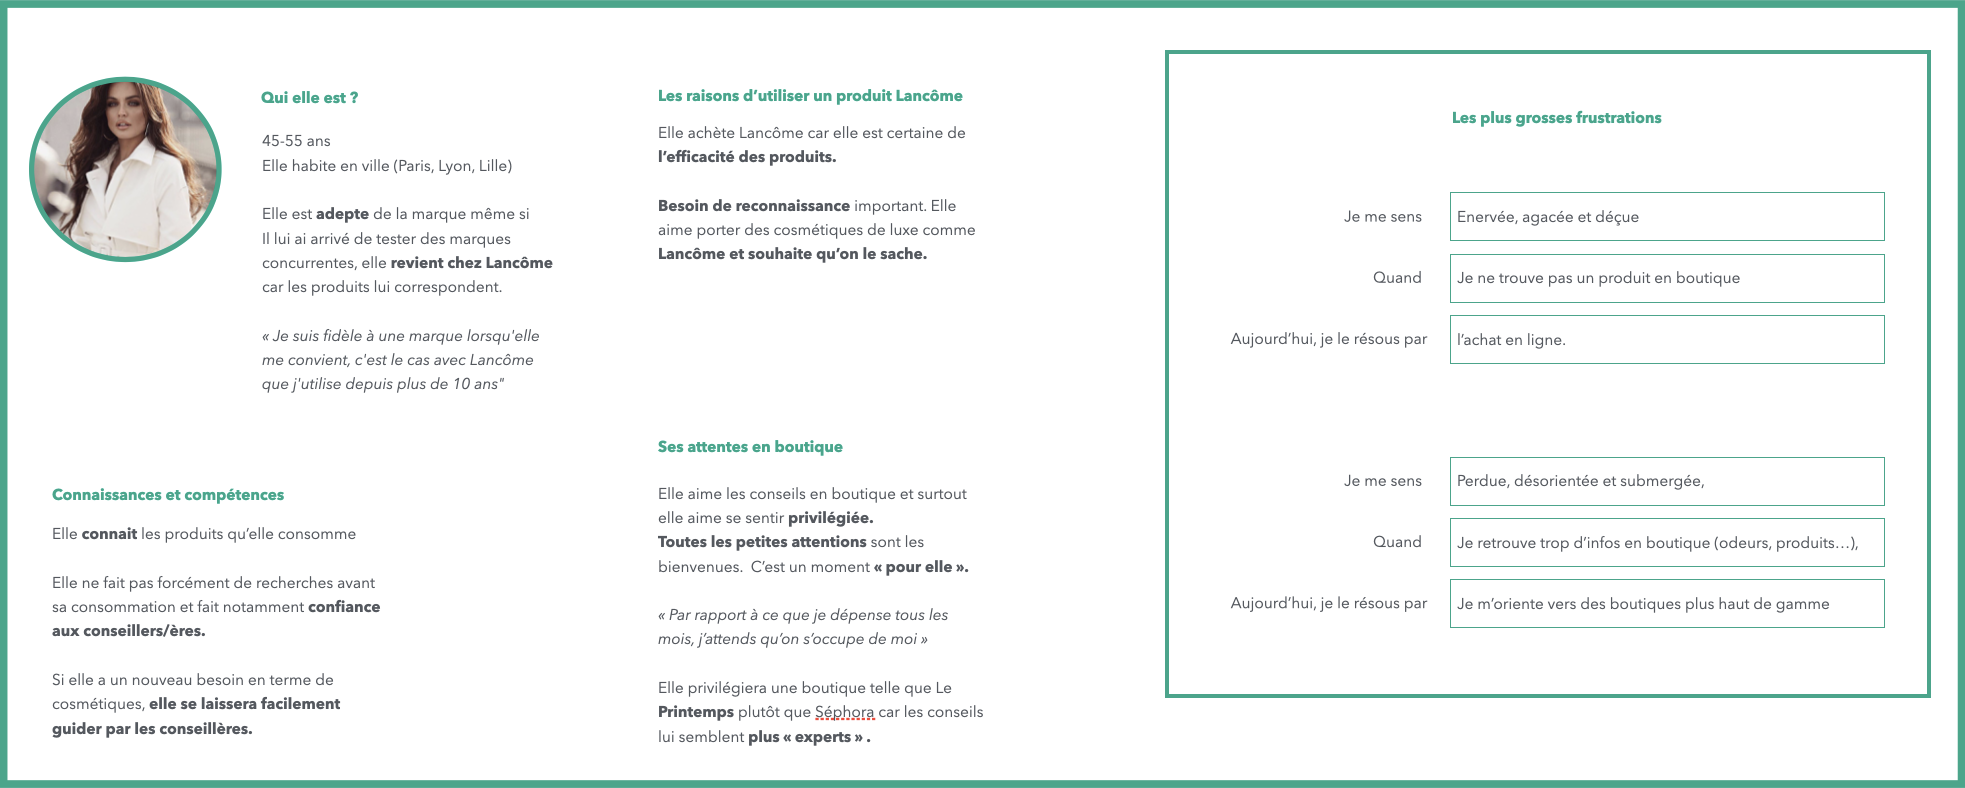 Qui elle est ?
45-55 ans
Elle habite en ville (Paris, Lyon, Lille)
Elle est adepte de la marque même si
Il lui ai arrivé de tester des marques
concurrentes, elle revient chez Lancôme
car les produits lui correspondent.
« Je suis fidèle à une marque lorsqu'elle
me convient, c'est le cas avec Lancôme
que j'utilise depuis plus de 10 ans"
Connaissances et compétences
Elle connait les produits qu’elle consomme
Elle ne fait pas forcément de recherches avant
sa consommation et fait notamment confiance
aux conseillers/ères.
Si elle a un nouveau besoin en terme de
cosmétiques, elle se laissera facilement
guider par les conseillères.
Les raisons d’utiliser un produit Lancôme
Elle achète Lancôme car elle est certaine de
l’efficacité des produits.
Besoin de reconnaissance important. Elle
aime porter des cosmétiques de luxe comme
Lancôme et souhaite qu’on le sache.
Ses attentes en boutique
Elle aime les conseils en boutique et surtout
elle aime se sentir privilégiée.
Toutes les petites attentions sont les
bienvenues.  C’est un moment « pour elle ».
« Par rapport à ce que je dépense tous les
mois, j’attends qu’on s’occupe de moi »
Elle privilégiera une boutique telle que Le
Printemps plutôt que Séphora car les conseils
lui semblent plus « experts » .
Les plus grosses frustrations
Je me sens Enervée, agacée et déçue
Quand Je ne trouve pas un produit en boutique
Aujourd’hui, je le résous par l’achat en ligne.
Je me sens Perdue, désorientée et submergée,
Quand Je retrouve trop d’infos en boutique (odeurs, produits…),
Aujourd’hui, je le résous par Je m’oriente vers des boutiques plus haut de gamme